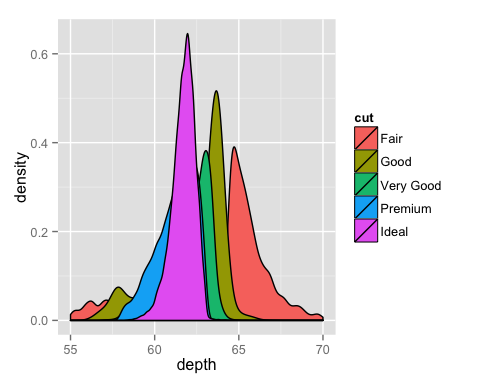 0.6
0.4
0.2
0.0
density
55
60
65
70
depth
cut
Fair
Good
Very Good
Premium
Ideal